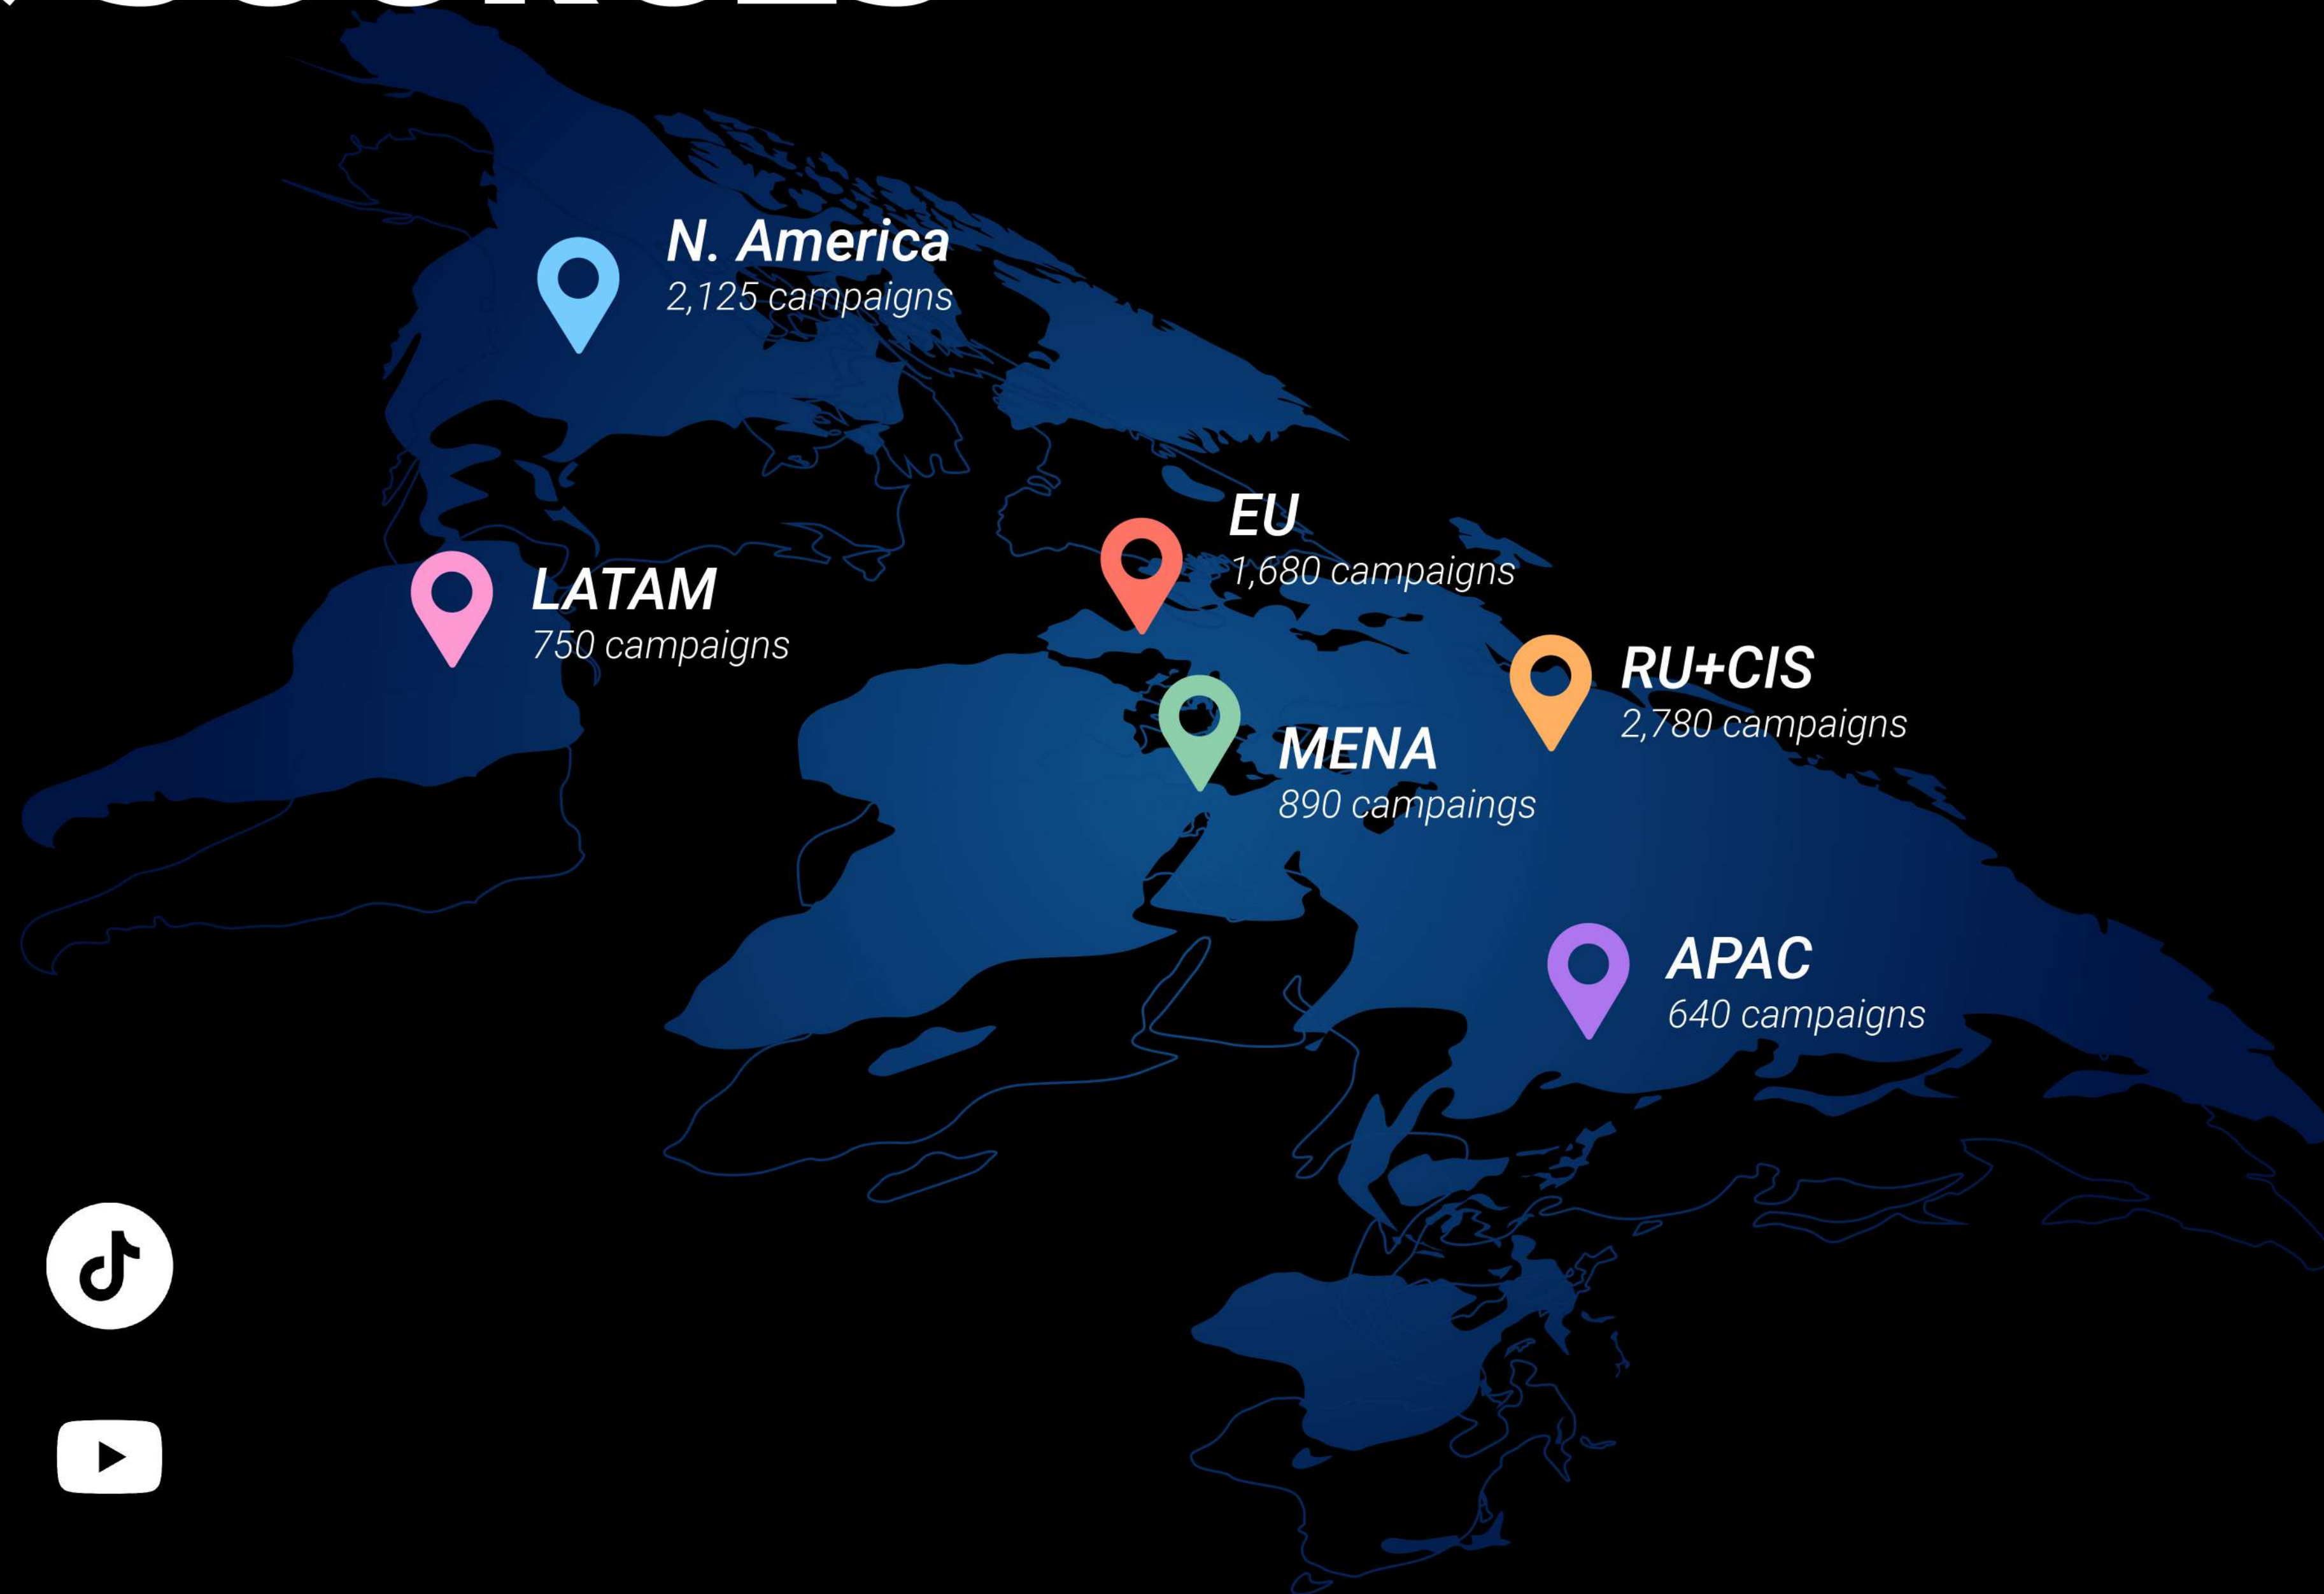 N. America
2,125 campaigns
EU
1,680 campaigns
LATAM
750 campaigns
RU+CIS
2,780 campaigns
MENA
890 campaings
APAC
640 campaigns